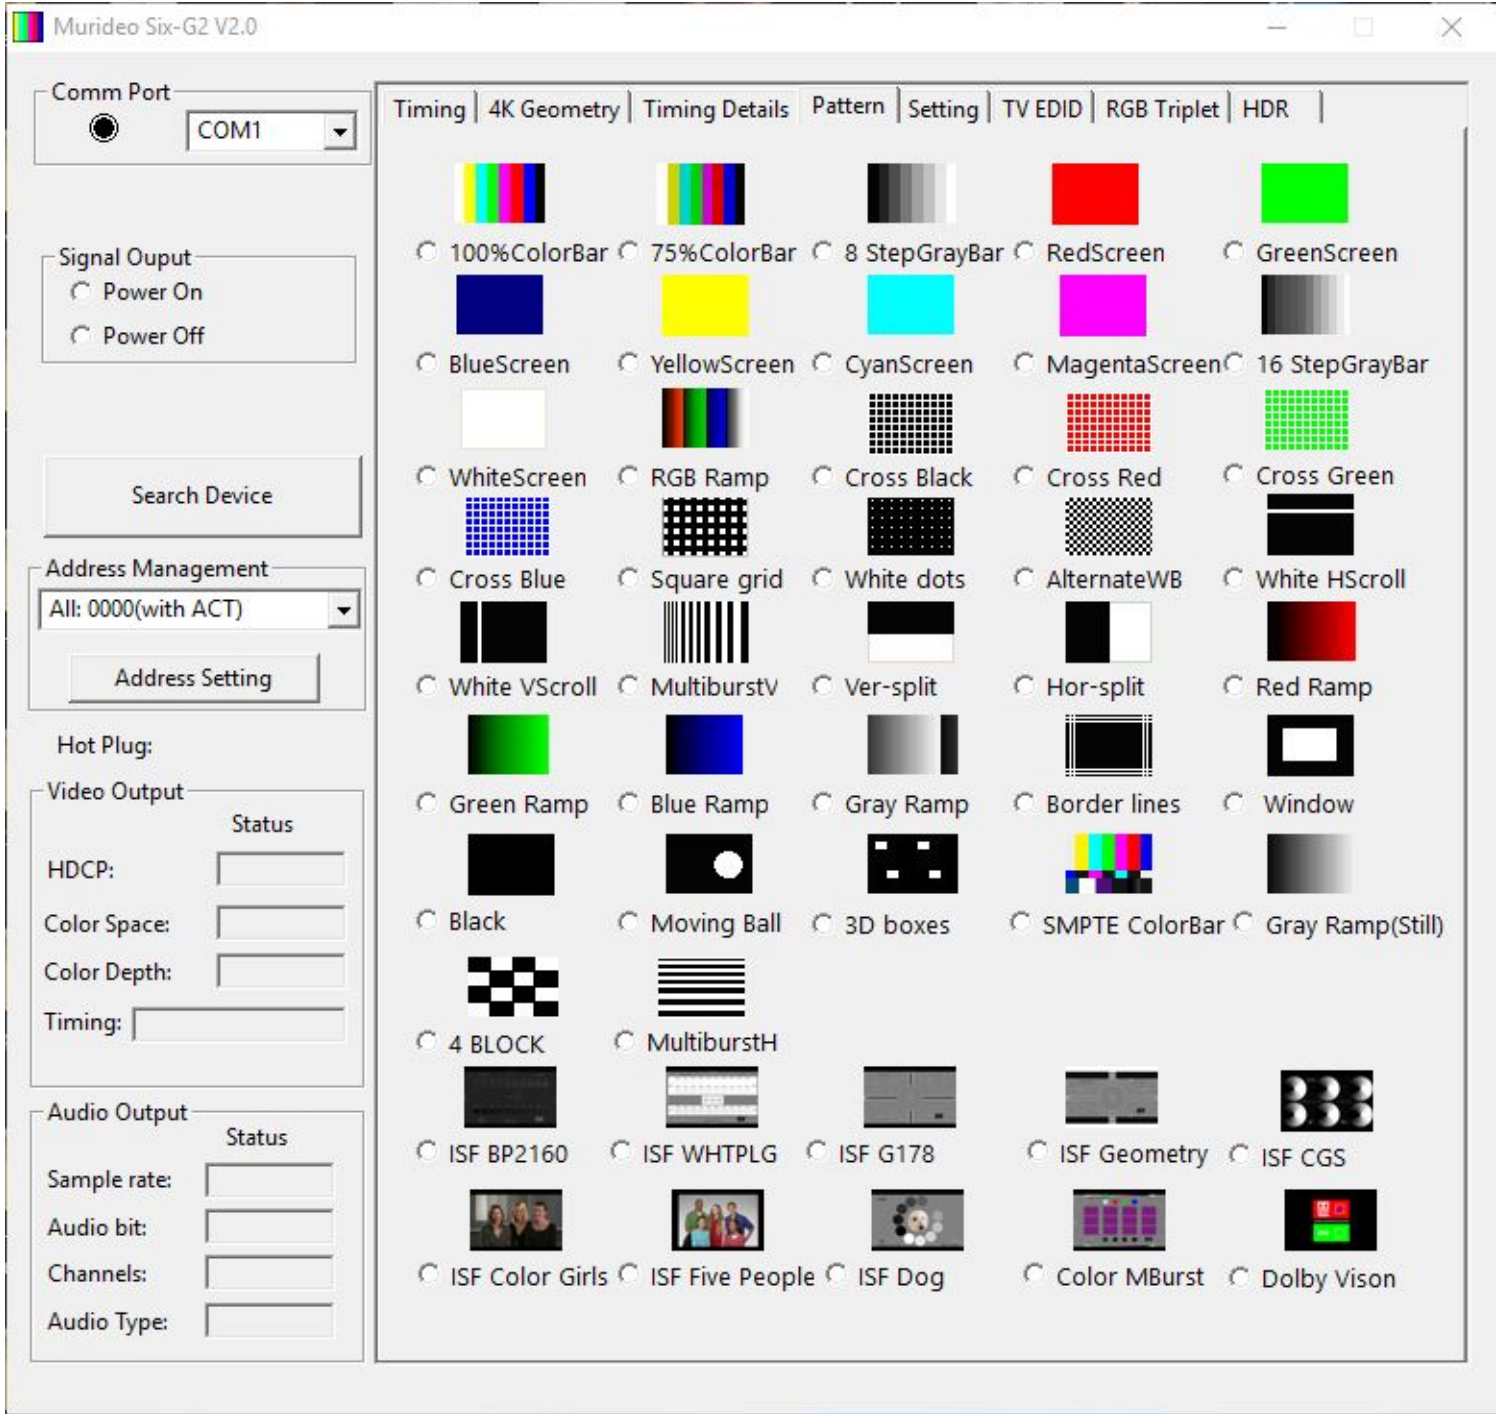 Murideo Six-G2 V2.0
Comm Port
COM1
Signal Ouput
Power On
Power Off
Search Device
Address Management
All: 0000(with ACT)
Address Setting
Hot Plug:
Video Output
Status
HDCP:
Color Space:
Color Depth:
Timing:
Audio Output
Status
Sample rate:
Audio bit:
Channels:
Audio Type:
Timing 4K Geometry Timing Details Pattern Setting TV EDID RGB Triplet HDR
100%ColorBar 75%ColorBar 8 StepGrayBar RedScreen GreenScreen
BlueScreen YellowScreen CyanScreen MagentaScreen 16 StepGrayBar
WhiteScreen RGB Ramp Cross Black Cross Red Cross Green
Cross Blue Square grid White dots AlternateWB White HScroll
White VScroll MultiburstV Ver-split Hor-split Red Ramp
Green Ramp Blue Ramp Gray Ramp Border lines Window
Black Moving Ball 3D boxes SMPTE ColorBar Gray Ramp(Still)
4 BLOCK MultiburstH
ISF BP2160 ISF WHTPLG ISF G178 ISF Geometry ISF CGS
ISF Color Girls ISF Five People ISF Dog Color MBurst Dolby Vison